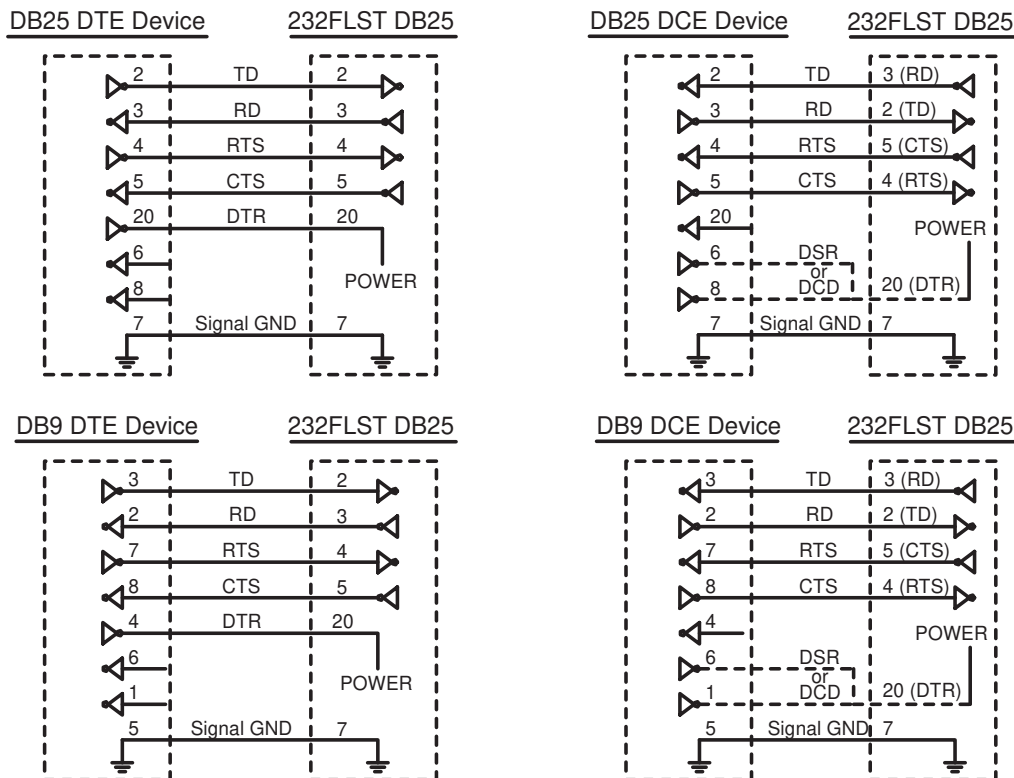 DB25 DTE Device 232FLST DB25
2 TD 2
3 RD 3
4 RTS 4
5 CTS 5
20 DTR 20
6
POWER
8
7 Signal GND 7
DB25 DCE Device 232FLST DB25
2 TD 3 (RD)
3 RD 2 (TD)
4 RTS 5 (CTS)
5 CTS 4 (RTS)
20
POWER
6 DSR
or
8 DCD 20 (DTR)
7 Signal GND 7
DB9 DTE Device 232FLST DB25
3 TD 2
2 RD 3
7 RTS 4
8 CTS 5
4 DTR 20
6
POWER
1
5 Signal GND 7
DB9 DCE Device 232FLST DB25
3 TD 3 (RD)
2 RD 2 (TD)
7 RTS 5 (CTS)
8 CTS 4 (RTS)
4
POWER
6 DSR
or
1 DCD 20 (DTR)
5 Signal GND 7